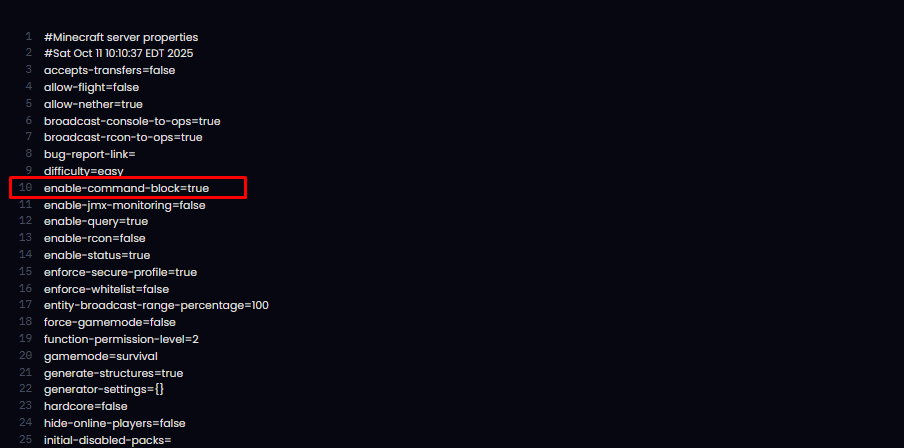 1 #Minecraft server properties
2 #Sat Oct 11 10:10:37 EDT 2025
3 accepts-transfers=false
4 allow-flight=false
5 allow-nether=true
6 broadcast-console-to-ops=true
7 broadcast-rcon-to-ops=true
8 bug-report-link=
9 difficulty=easy
10 enable-command-block=true
11 enable-jmx-monitoring=false
12 enable-query=true
13 enable-rcon=false
14 enable-status=true
15 enforce-secure-profile=true
16 enforce-whitelist=false
17 entity-broadcast-range-percentage=100
18 force-gamemode=false
19 function-permission-level=2
20 gamemode=survival
21 generate-structures=true
22 generator-settings={}
23 hardcore=false
24 hide-online-players=false
25 initial-disabled-packs=